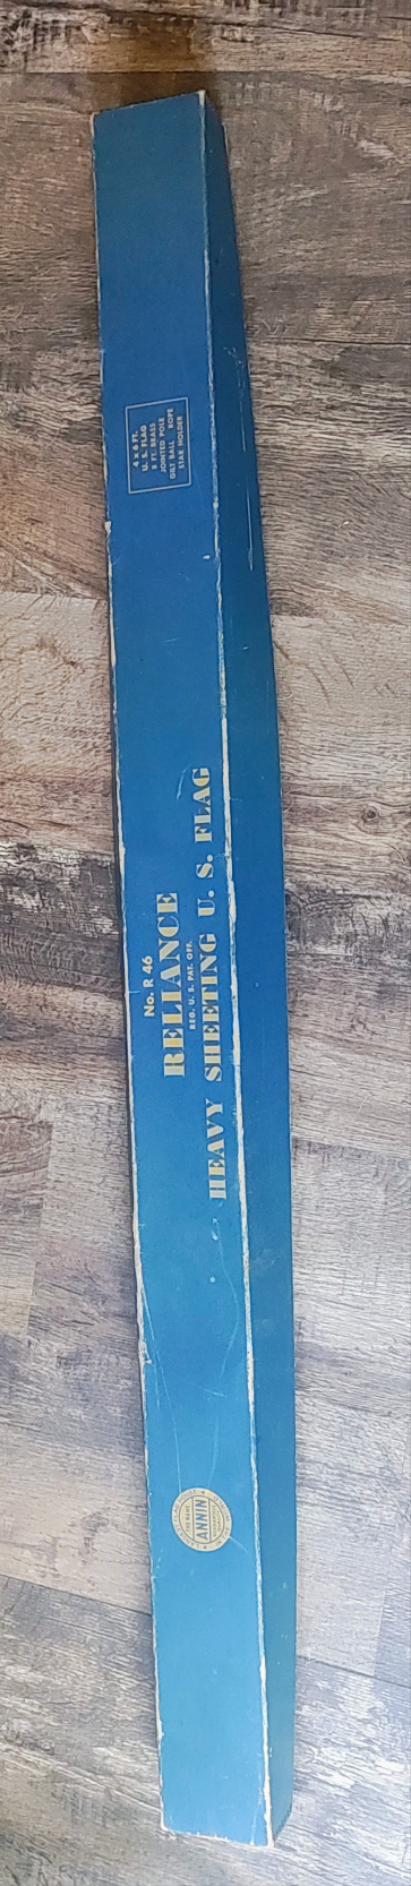 ANNIN
No. R 46
RELIANCE
REG. U. S. PAT. OFF.
HEAVY SHEETING U. S. FLAG
4 x 6 FT.
U. S. FLAG
8 FT. BRASS
JOINTED POLE
GILT BALL ROPE
STAR HOLDER